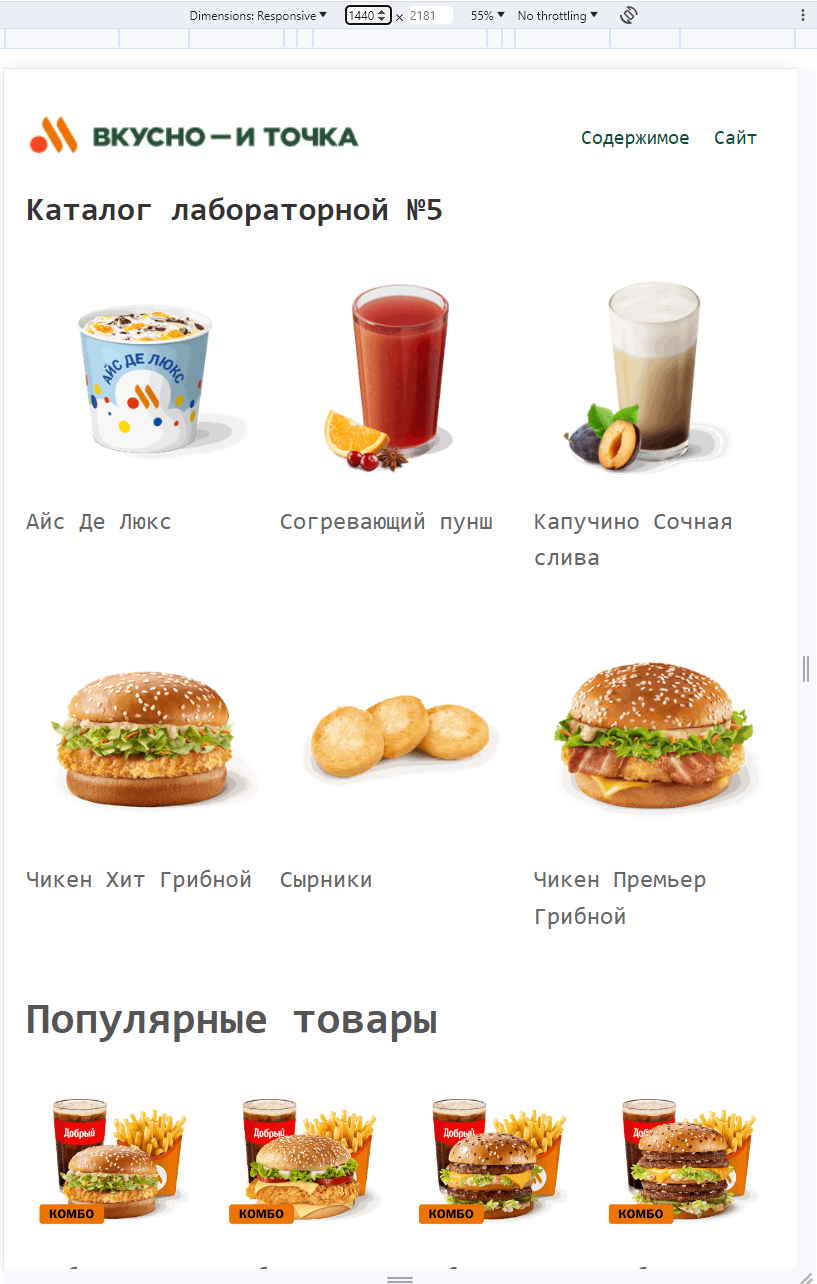 Dimensions: Responsive 1440 × 2181 55% No throttling
ВКУСНО — И ТОЧКА
Содержимое Сайт
Каталог лабораторной №5
АЙС ДЕ ЛЮКС
Айс Де Люкс
Согревающий пунш
Капучино Сочная
слива
Чикен Хит Грибной
Сырники
Чикен Премьер
Грибной
Популярные товары
Добрый
КОМБО
Добрый
КОМБО
Добрый
КОМБО
КОМБО